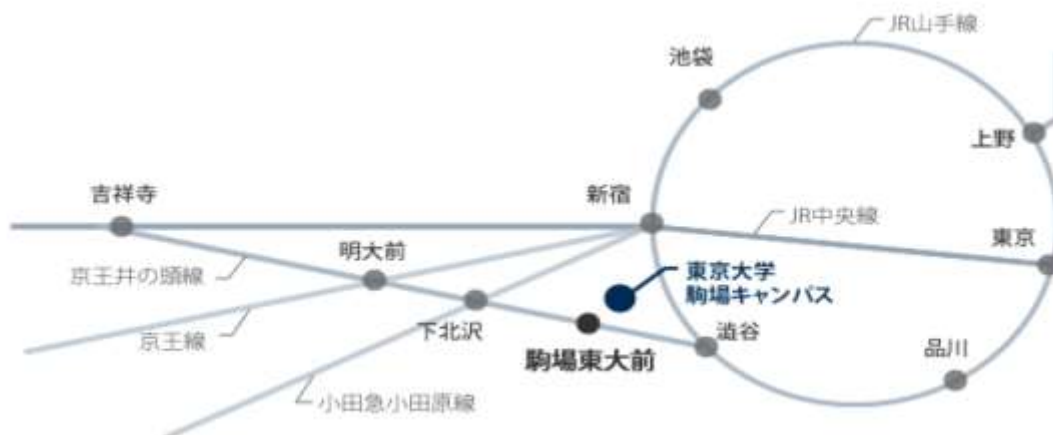 JR山手線
池袋
上野
吉祥寺
新宿
JR中央線
明大前
東京
京王井の頭線
東京大学
駒場キャンパス
京王線
下北沢
澁谷
品川
駒場東大前
小田急小田原線